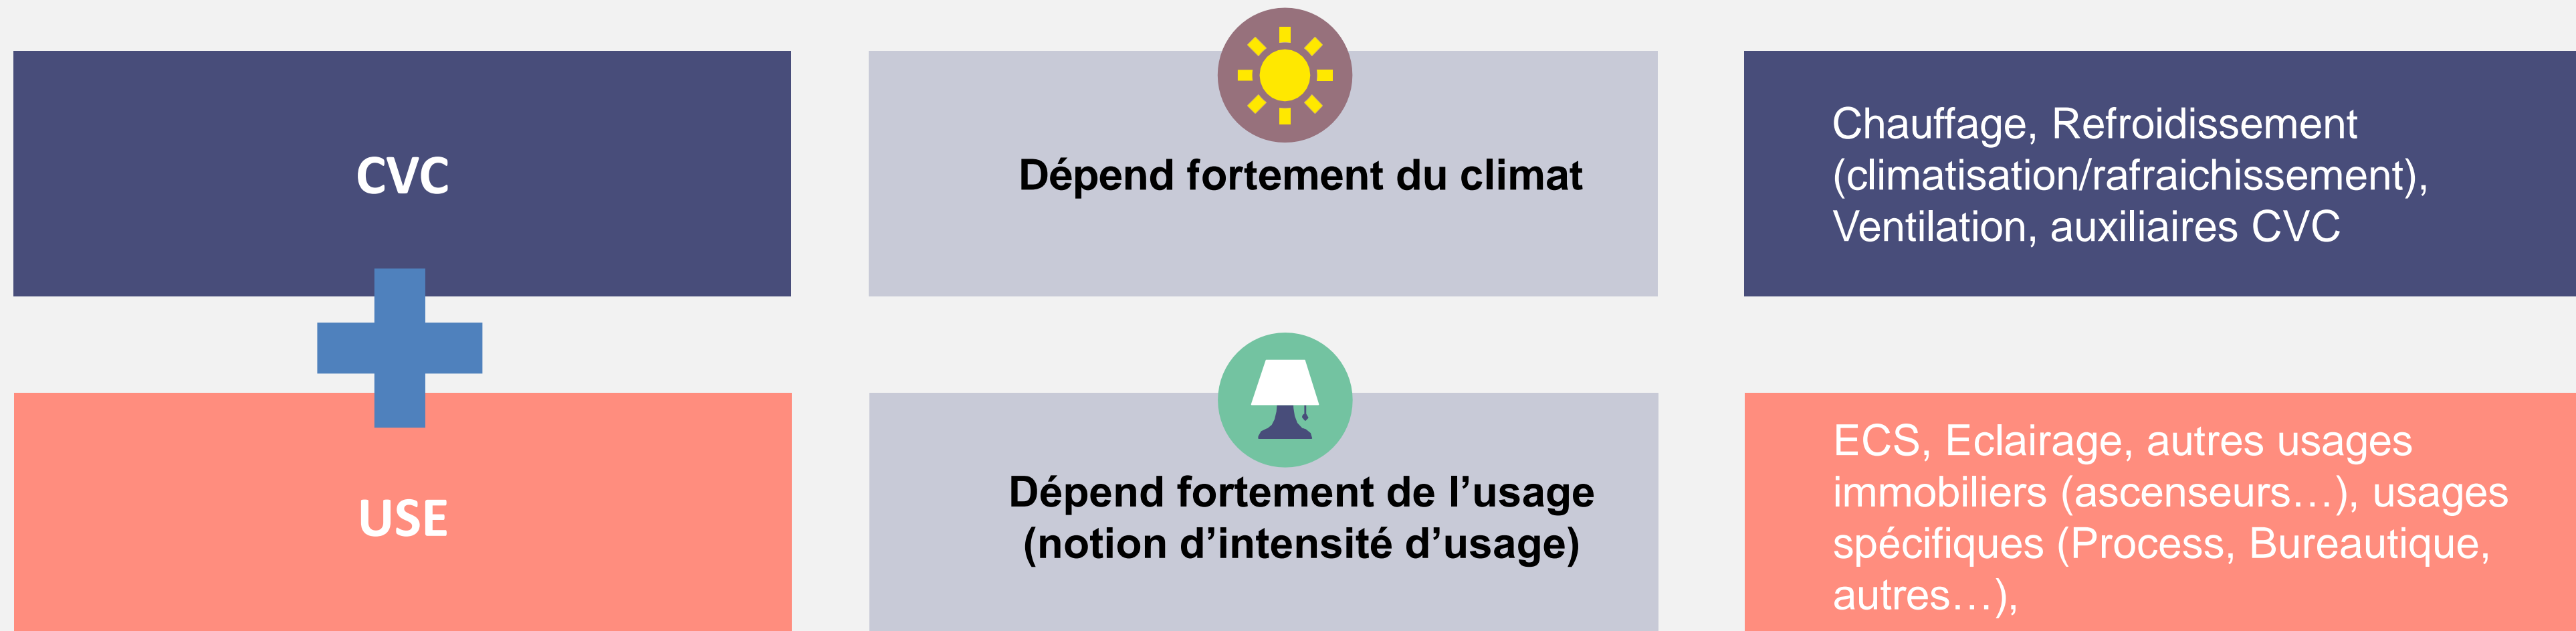 CVC
Dépend fortement du climat
Chauffage, Refroidissement
(climatisation/rafraichissement),
Ventilation, auxiliaires CVC
USE
Dépend fortement de l’usage
(notion d’intensité d’usage)
ECS, Eclairage, autres usages
immobiliers (ascenseurs…), usages
spécifiques (Process, Bureautique,
autres…),